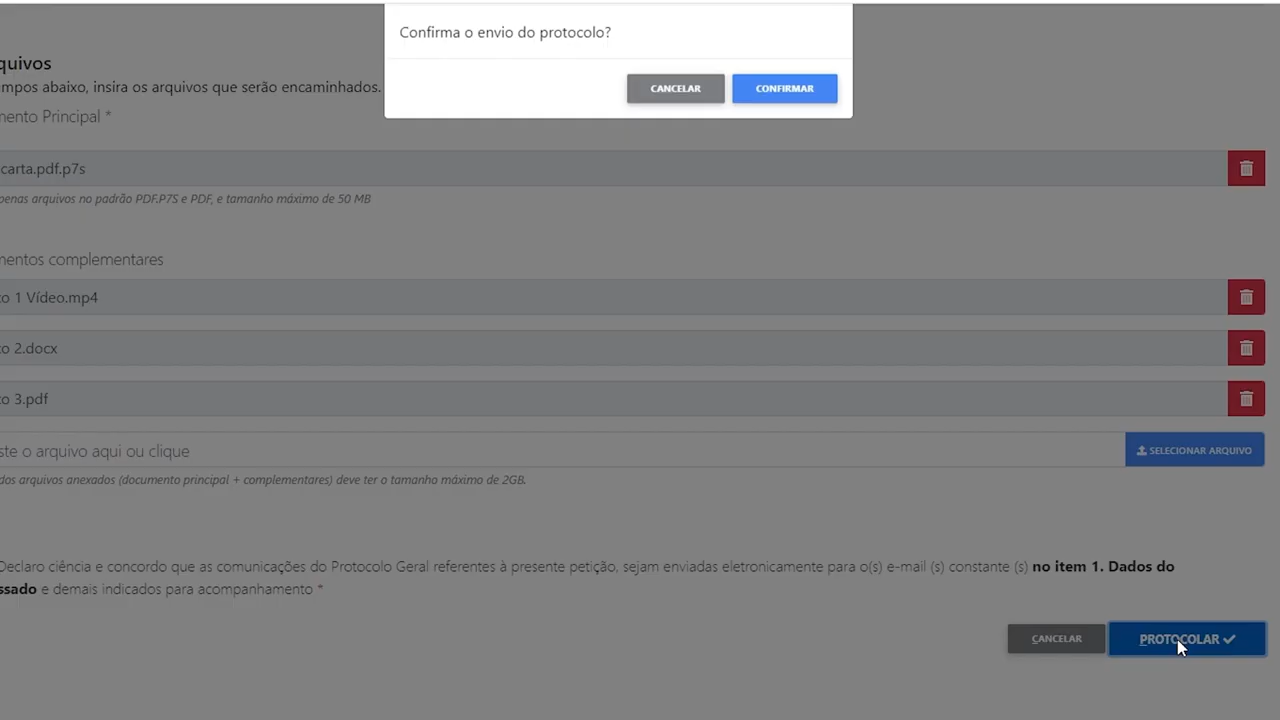 Confirma o envio do protocolo?
CANCELAR
CONFIRMAR
quivos
mpos abaixo, insira os arquivos que serão encaminhados.
mento Principal *
carta.pdf.p7s
penas arquivos no padrão PDF.P7S e PDF, e tamanho máximo de 50 MB
mentos complementares
o 1 Vídeo.mp4
o 2.docx
o 3.pdf
ste o arquivo aqui ou clique
SELECIONAR ARQUIVO
dos arquivos anexados (documento principal + complementares) deve ter o tamanho máximo de 2GB.
Declaro ciência e concordo que as comunicações do Protocolo Geral referentes à presente petição, sejam enviadas eletronicamente para o(s) e-mail (s) constante (s) no item 1. Dados do
ssado e demais indicados para acompanhamento *
CANCELAR
PROTOCOLAR